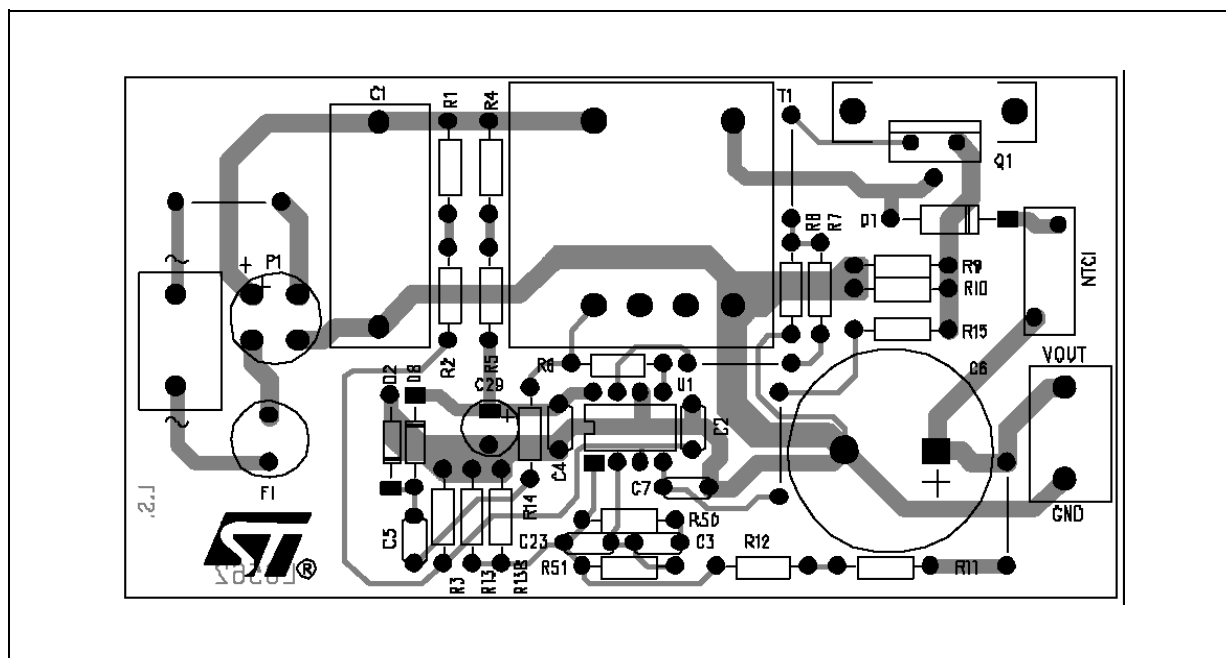 C1
R1
R4
T1
Q1
D1
R8
R7
NTC1
+
P1
+
R9
R10
R15
~
R2
R5
R6
U1
C6
VOUT
D2
D8
C29
+
C4
C2
~
F1
C7
+
GND
R14
C5
C23
R50
C3
R12
R51
R11
R3
R13
R13B
ST®
L6562